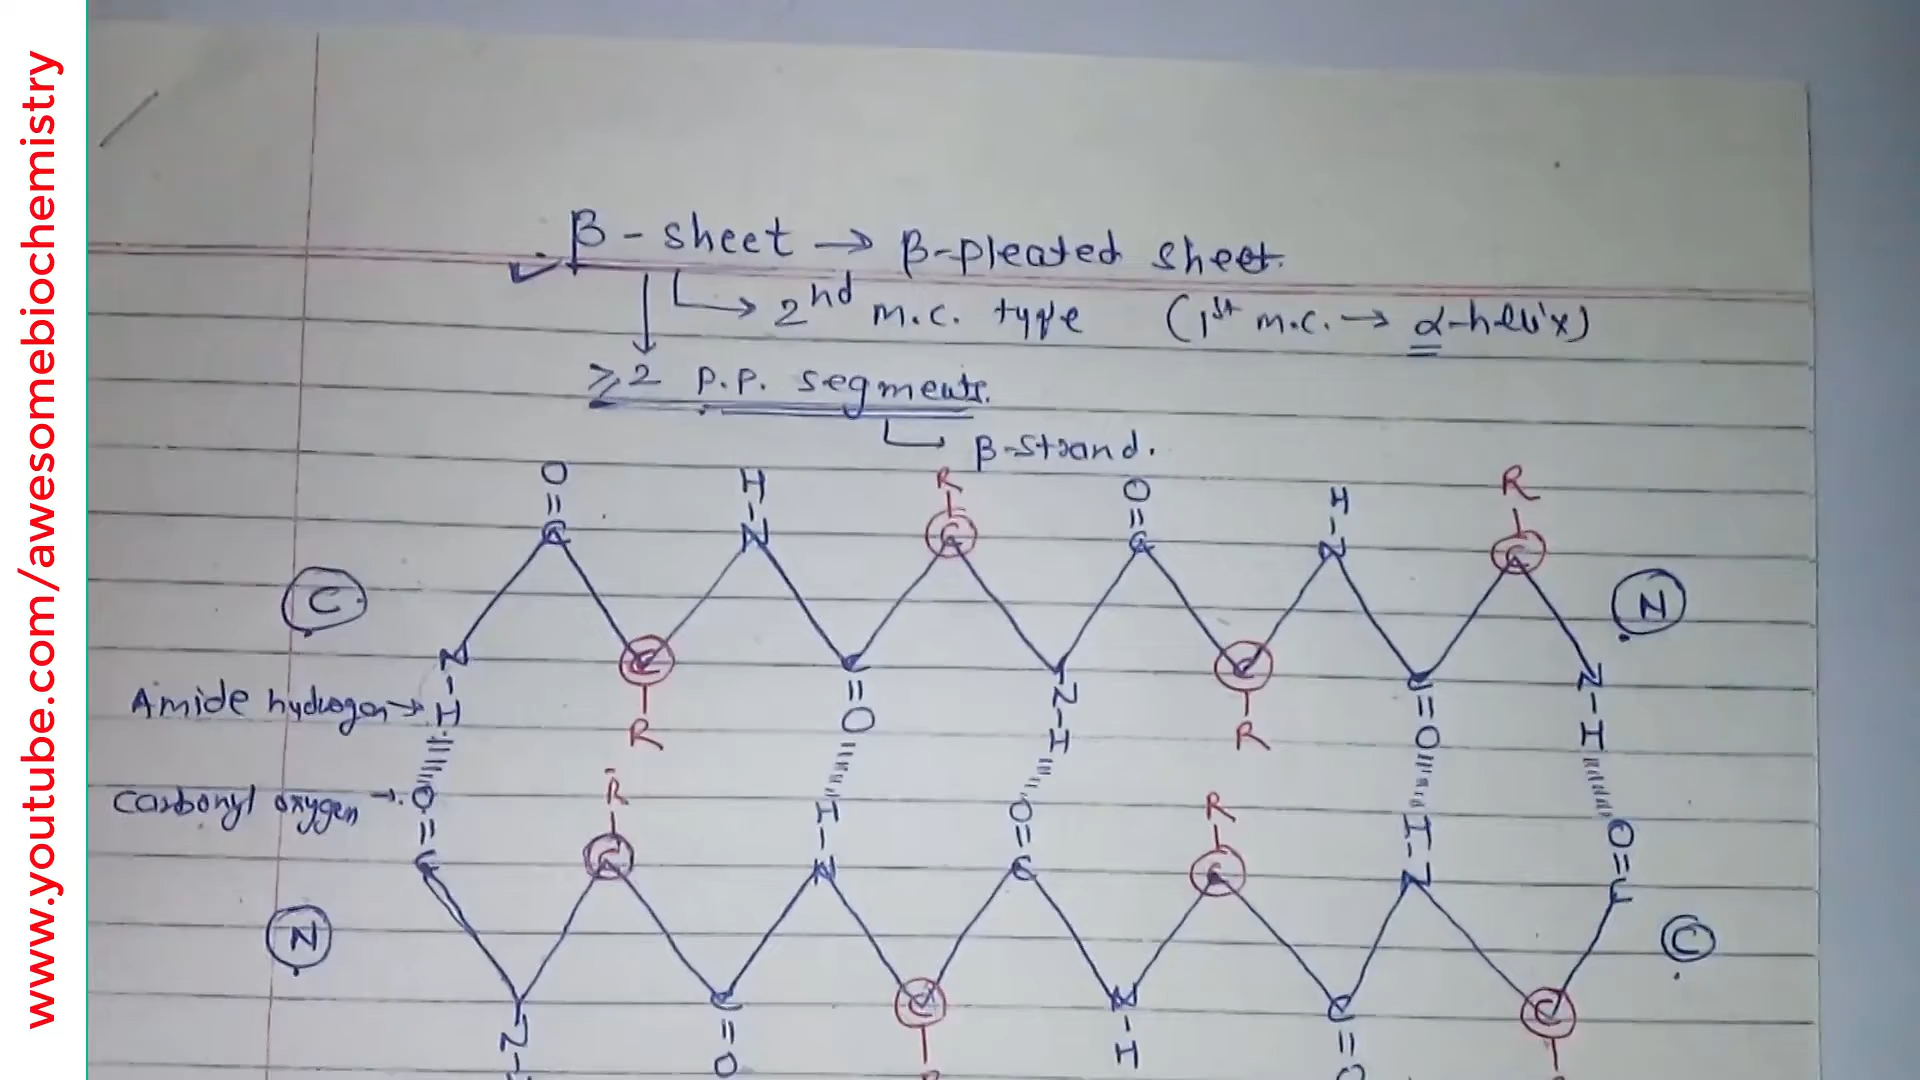 www.youtube.com/awesomebiochemistry
β - sheet → β-pleated sheet.
→ 2nd m.c. type (1st m.c. → α-helix)
≥2 p.p. segments.
β-strand.
O H R O H R
C N C C N C
C N
N C C N C C N
Amide hydrogen → H R O H R O H
Carbonyl oxygen → O R H O R H O
C C N C C N C
N C
N C C N C C
H O R H O R